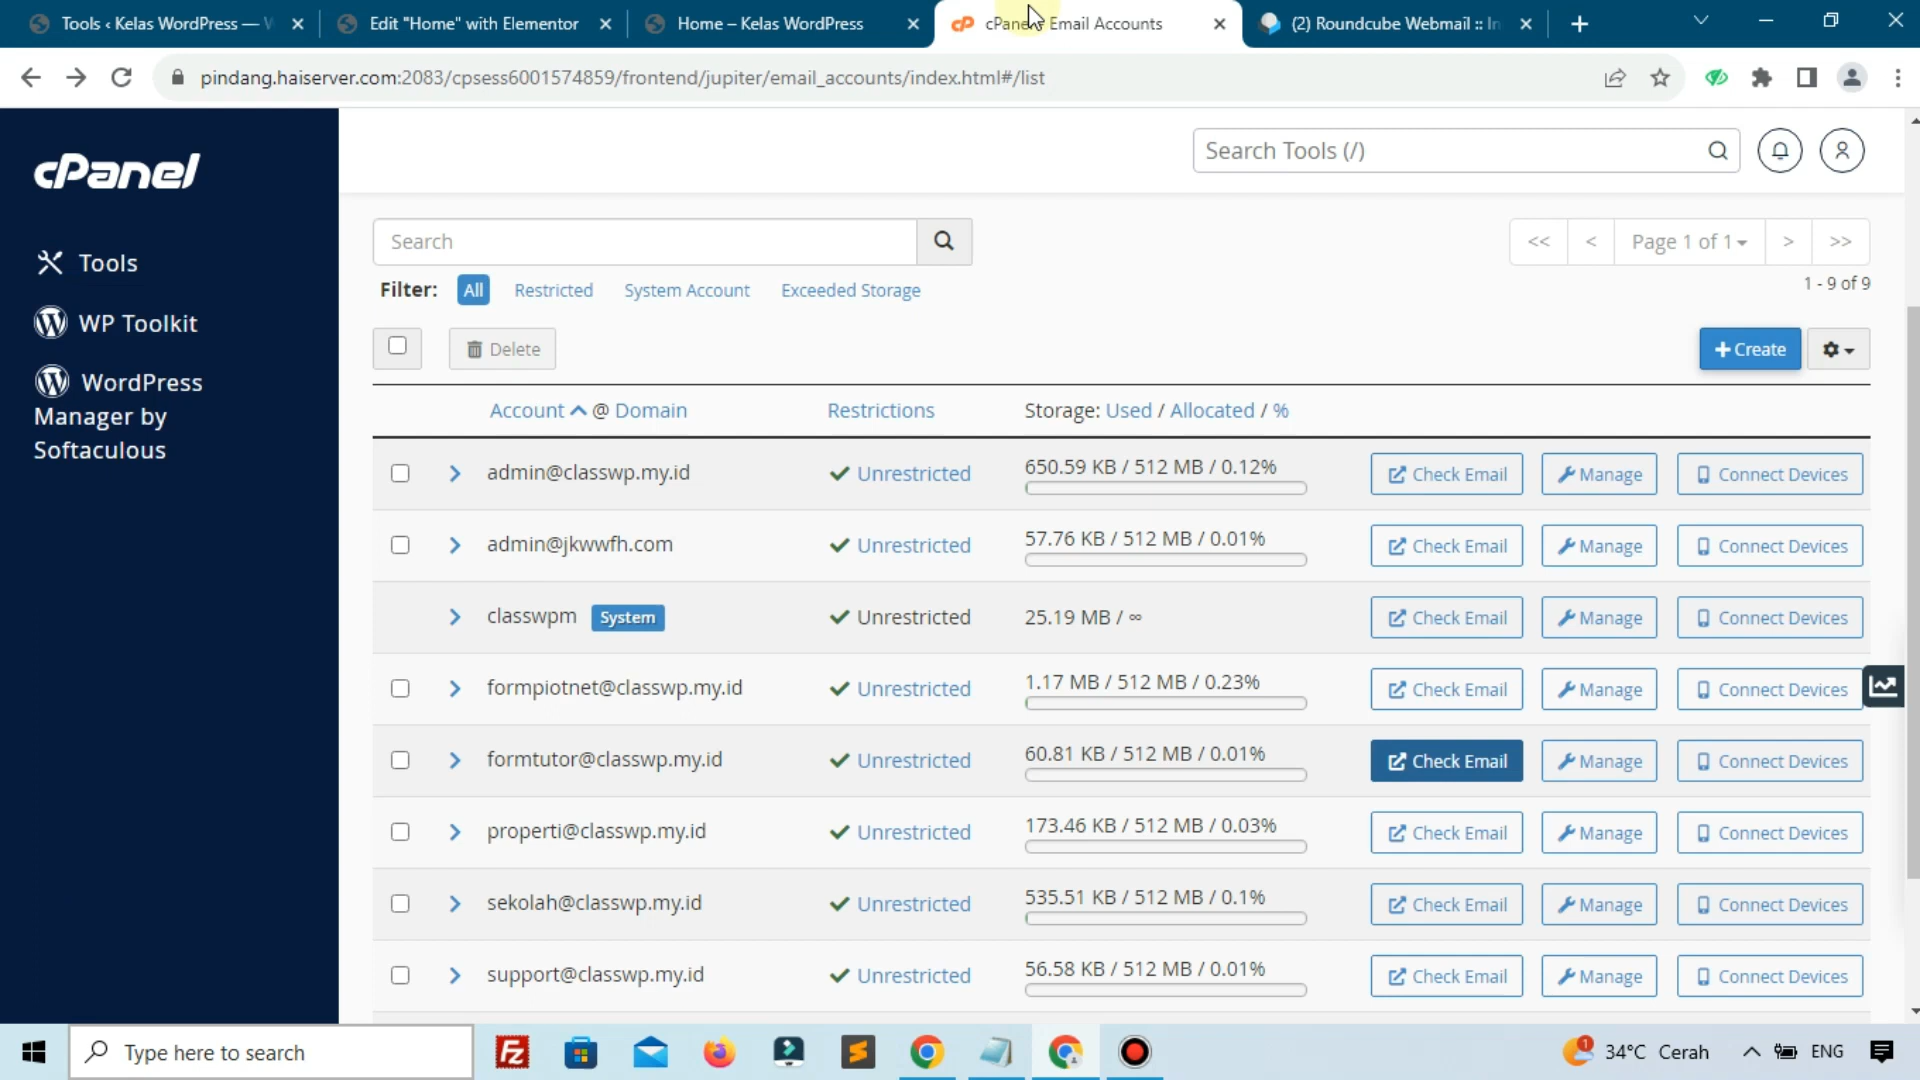 Tools ‹ Kelas WordPress — W
Edit "Home" with Elementor
Home – Kelas WordPress
cPanel - Email Accounts
(2) Roundcube Webmail :: In
pindang.haiserver.com:2083/cpsess6001574859/frontend/jupiter/email_accounts/index.html#/list
cPanel
Search Tools (/)
Tools
WP Toolkit
WordPress
Manager by
Softaculous
Search
<< < Page 1 of 1 > >>
Filter: All Restricted System Account Exceeded Storage
1 - 9 of 9
Delete
+ Create
Account @ Domain Restrictions Storage: Used / Allocated / %
admin@classwp.my.id Unrestricted 650.59 KB / 512 MB / 0.12% Check Email Manage Connect Devices
admin@jkwwfh.com Unrestricted 57.76 KB / 512 MB / 0.01% Check Email Manage Connect Devices
classwpm System Unrestricted 25.19 MB / ∞ Check Email Manage Connect Devices
formpiotnet@classwp.my.id Unrestricted 1.17 MB / 512 MB / 0.23% Check Email Manage Connect Devices
formtutor@classwp.my.id Unrestricted 60.81 KB / 512 MB / 0.01% Check Email Manage Connect Devices
properti@classwp.my.id Unrestricted 173.46 KB / 512 MB / 0.03% Check Email Manage Connect Devices
sekolah@classwp.my.id Unrestricted 535.51 KB / 512 MB / 0.1% Check Email Manage Connect Devices
support@classwp.my.id Unrestricted 56.58 KB / 512 MB / 0.01% Check Email Manage Connect Devices
Type here to search
Fz
S
1
34°C Cerah
ENG